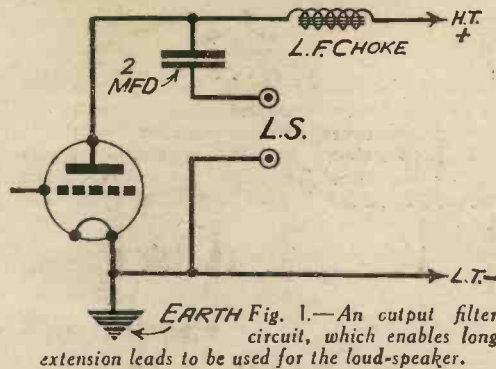 H.T.
+
L.F. CHOKE
2
MFD
L.S.
L.T.-
EARTH Fig. 1.—An output filter
circuit, which enables long
extension leads to be used for the loud-speaker.